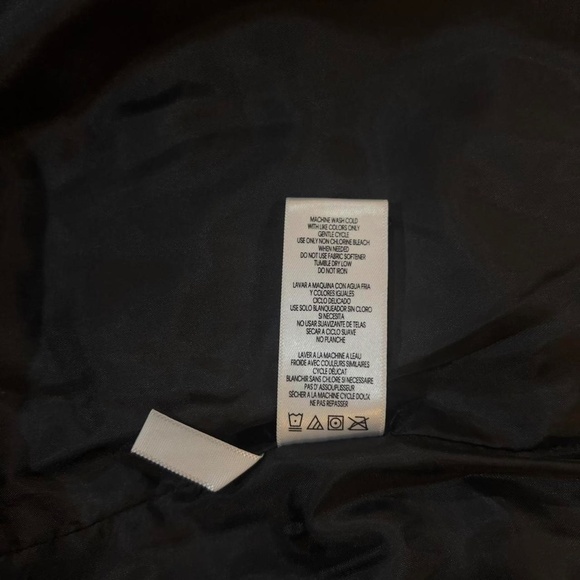 MACHINE WASH COLD
WITH LIKE COLORS ONLY
GENTLE CYCLE
USE ONLY NON CHLORINE BLEACH
WHEN NEEDED
DO NOT USE FABRIC SOFTENER
TUMBLE DRY LOW
DO NOT IRON
LAVAR A MAQUINA CON AGUA FRIA
Y COLORES IGUALES
CICLO DELICADO
USE SOLO BLANQUEADOR SIN CLORO
SI NECESITA
NO USAR SUAVIZANTE DE TELAS
SECAR A CICLO SUAVE
NO PLANCHE
LAVER A LA MACHINE A LEAU
FROIDE AVEC COULEURS SIMILAIRES
CYCLE DÉLICAT
BLANCHIR SANS CHLORE SI NECESSAIRE
PAS D'ASSOUPLISSEUR
SÉCHER A LA MACHINE CYCLE DOUX
NE PAS REPASSER